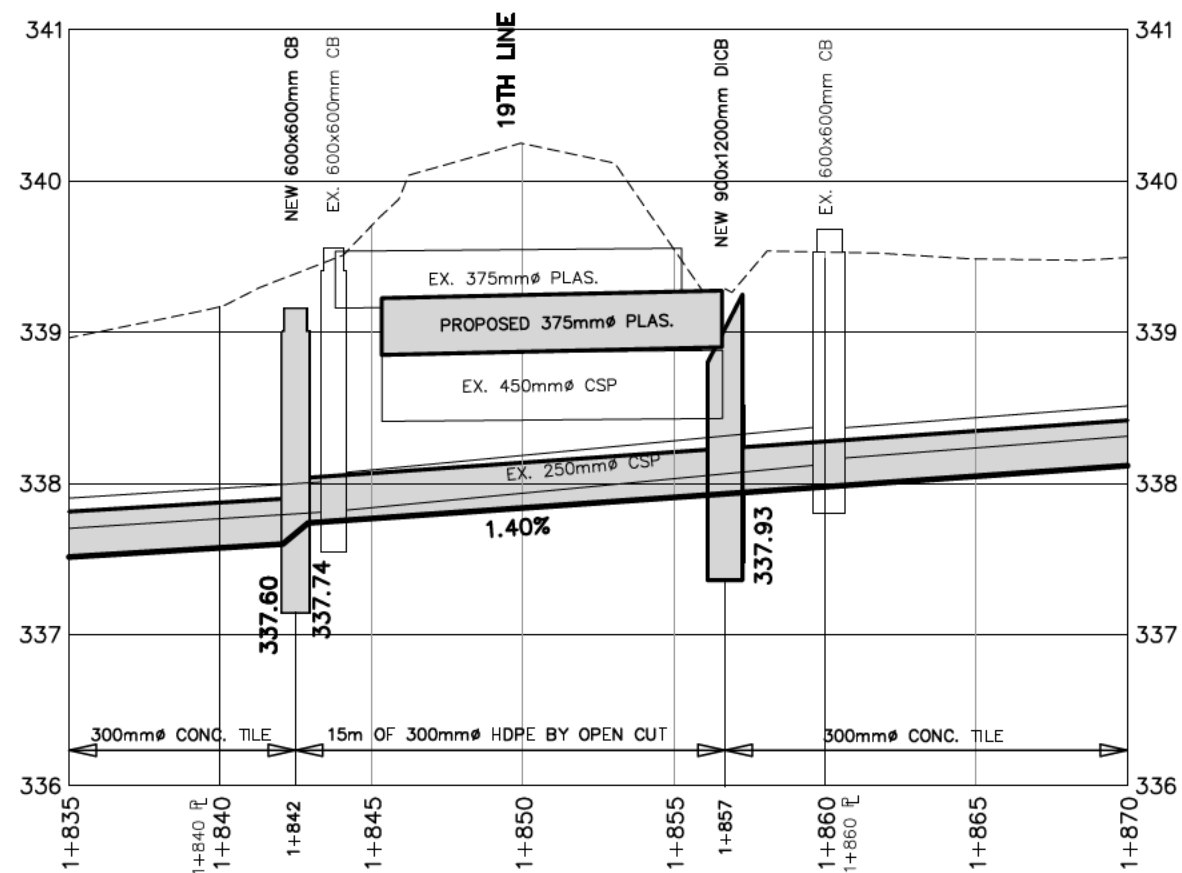 341
341
NEW 600x600mm CB
EX. 600x600mm CB
19TH LINE
NEW 900x1200mm DICB
EX. 600x600mm CB
340
340
EX. 375mmø PLAS.
PROPOSED 375mmø PLAS.
339
339
EX. 450mmø CSP
EX. 250mmø CSP
338
338
1.40%
337.60
337.74
337.93
337
337
300mmø CONC. TILE
15m OF 300mmø HDPE BY OPEN CUT
300mmø CONC. TILE
336
336
1+835
1+840 PL
1+840
1+842
1+845
1+850
1+855
1+857
1+860
1+860 PL
1+865
1+870